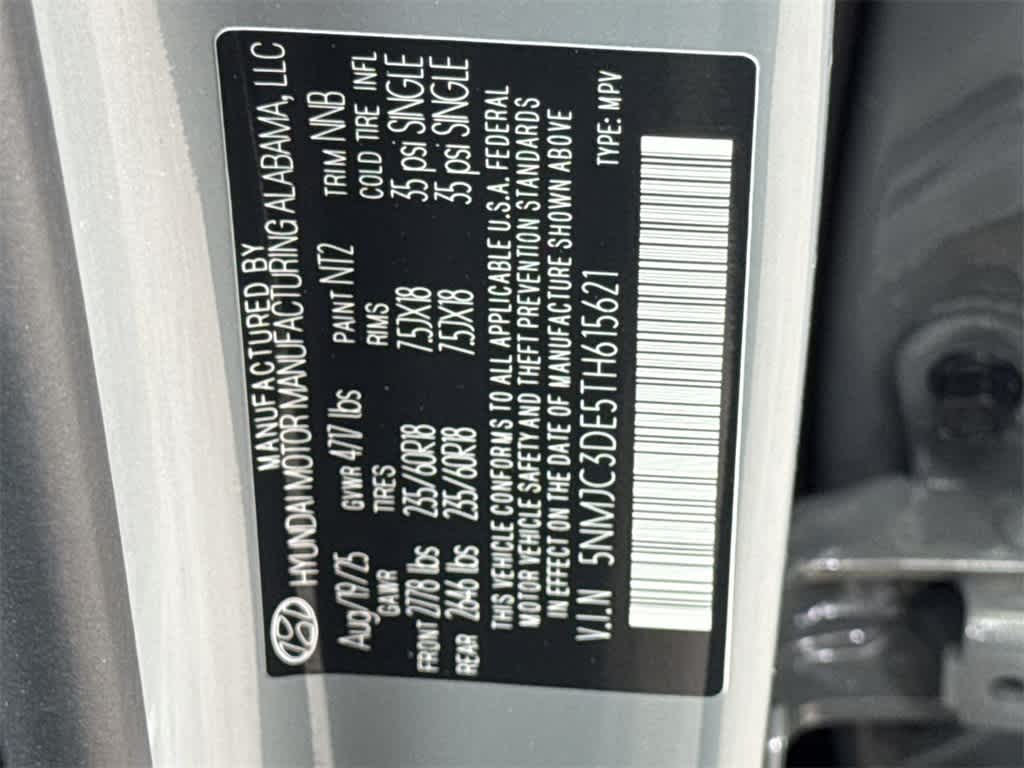 MANUFACTURED BY
HYUNDAI MOTOR MANUFACTURING ALABAMA, LLC
Aug/19/25 GVWR 4717 lbs PAINT NT2 TRIM NNB
GAWR TIRES RIMS COLD TIRE INFL
FRONT 2778 lbs 235/60R18 7.5JX18 35 psi SINGLE
REAR 2646 lbs 235/60R18 7.5JX18 35 psi SINGLE
THIS VEHICLE CONFORMS TO ALL APPLICABLE U.S.A. FEDERAL
MOTOR VEHICLE SAFETY AND THEFT PREVENTION STANDARDS
IN EFFECT ON THE DATE OF MANUFACTURE SHOWN ABOVE
V.I.N 5NMJC3DE5TH615621 TYPE: MPV